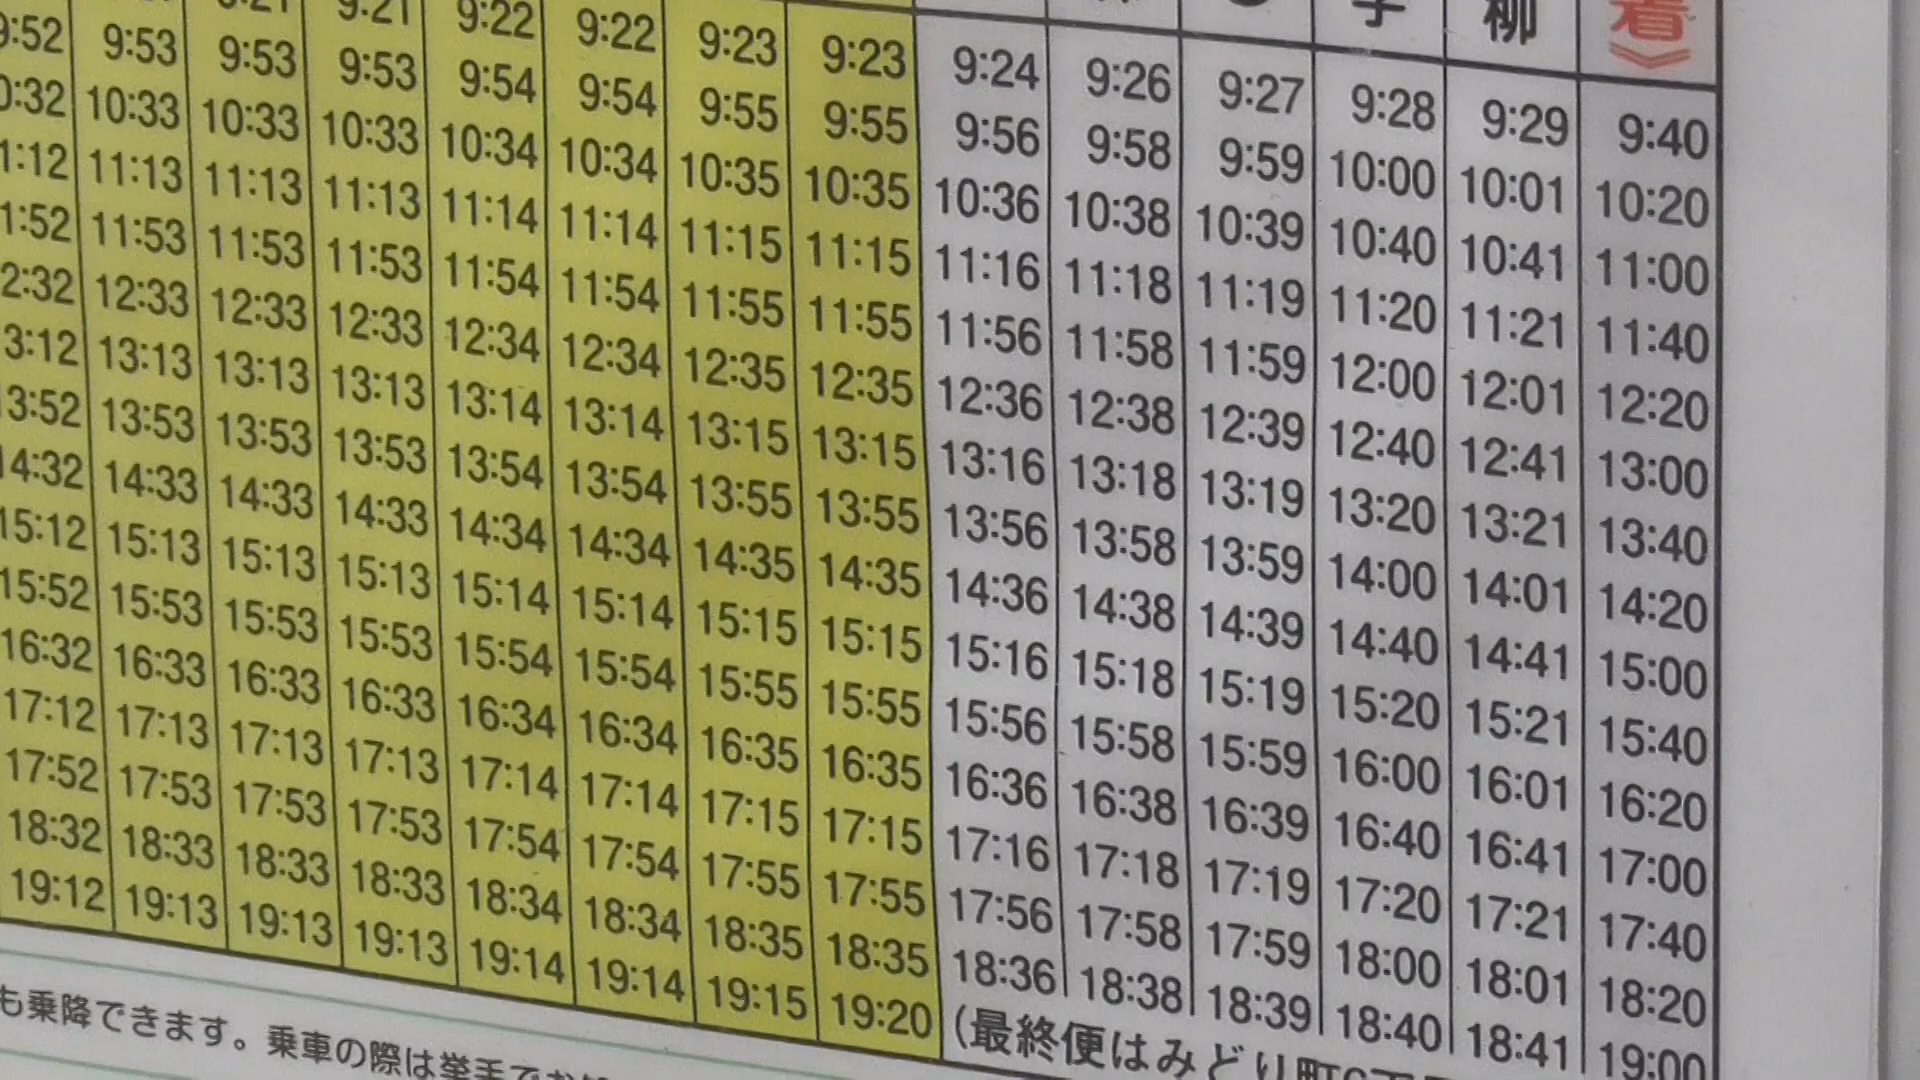 子 柳 着
9:21 9:22 9:22 9:23 9:23 9:24 9:26 9:27 9:28 9:29 9:40
9:52 9:53 9:53 9:53 9:54 9:54 9:55 9:55 9:56 9:58 9:59 10:00 10:01 10:20
0:32 10:33 10:33 10:33 10:34 10:34 10:35 10:35 10:36 10:38 10:39 10:40 10:41 11:00
1:12 11:13 11:13 11:13 11:14 11:14 11:15 11:15 11:16 11:18 11:19 11:20 11:21 11:40
1:52 11:53 11:53 11:53 11:54 11:54 11:55 11:55 11:56 11:58 11:59 12:00 12:01 12:20
2:32 12:33 12:33 12:33 12:34 12:34 12:35 12:35 12:36 12:38 12:39 12:40 12:41 13:00
3:12 13:13 13:13 13:13 13:14 13:14 13:15 13:15 13:16 13:18 13:19 13:20 13:21 13:40
13:52 13:53 13:53 13:53 13:54 13:54 13:55 13:55 13:56 13:58 13:59 14:00 14:01 14:20
14:32 14:33 14:33 14:33 14:34 14:34 14:35 14:35 14:36 14:38 14:39 14:40 14:41 15:00
15:12 15:13 15:13 15:13 15:14 15:14 15:15 15:15 15:16 15:18 15:19 15:20 15:21 15:40
15:52 15:53 15:53 15:53 15:54 15:54 15:55 15:55 15:56 15:58 15:59 16:00 16:01 16:20
16:32 16:33 16:33 16:33 16:34 16:34 16:35 16:35 16:36 16:38 16:39 16:40 16:41 17:00
17:12 17:13 17:13 17:13 17:14 17:14 17:15 17:15 17:16 17:18 17:19 17:20 17:21 17:40
17:52 17:53 17:53 17:53 17:54 17:54 17:55 17:55 17:56 17:58 17:59 18:00 18:01 18:20
18:32 18:33 18:33 18:33 18:34 18:34 18:35 18:35 18:36 18:38 18:39 18:40 18:41 19:00
19:12 19:13 19:13 19:13 19:14 19:14 19:15 19:20 (最終便はみどり町6丁
も乗降できます。乗車の際は挙手でお